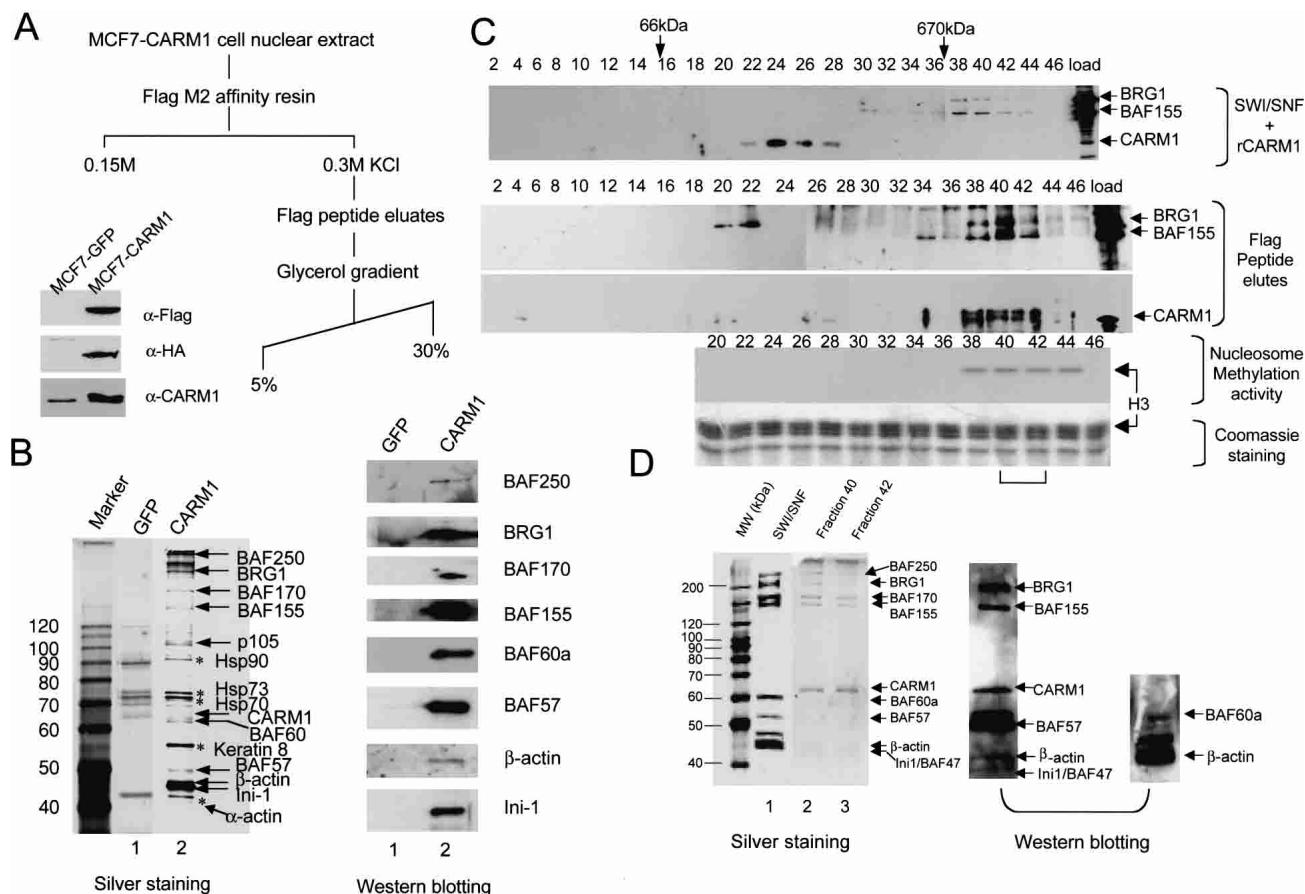 A
MCF7-CARM1 cell nuclear extract
Flag M2 affinity resin
0.15M
0.3M KCl
Flag peptide eluates
Glycerol gradient
5%
30%
MCF7-GFP
MCF7-CARM1
α-Flag
α-HA
α-CARM1
B
Marker
GFP
CARM1
120
100
90
80
70
60
50
40
BAF250
BRG1
BAF170
BAF155
p105
* Hsp90
Hsp73
*
* Hsp70
CARM1
BAF60
* Keratin 8
BAF57
β-actin
Ini-1
*
α-actin
1 2
Silver staining
GFP
CARM1
BAF250
BRG1
BAF170
BAF155
BAF60a
BAF57
β-actin
Ini-1
1 2
Western blotting
C
66kDa
670kDa
2 4 6 8 10 12 14 16 18 20 22 24 26 28 30 32 34 36 38 40 42 44 46 load
BRG1
BAF155
CARM1
SWI/SNF
+
rCARM1
2 4 6 8 10 12 14 16 18 20 22 24 26 28 30 32 34 36 38 40 42 44 46 load
BRG1
BAF155
CARM1
Flag
Peptide
elutes
20 22 24 26 28 30 32 34 36 38 40 42 44 46
H3
Nucleosome
Methylation
activity
Coomassie
staining
D
MW (kDa)
SWI/SNF
Fraction 40
Fraction 42
200
120
100
90
80
70
60
50
40
BAF250
BRG1
BAF170
BAF155
CARM1
BAF60a
BAF57
β-actin
Ini1/BAF47
1 2 3
Silver staining
BRG1
BAF155
CARM1
BAF57
β-actin
Ini1/BAF47
BAF60a
β-actin
Western blotting